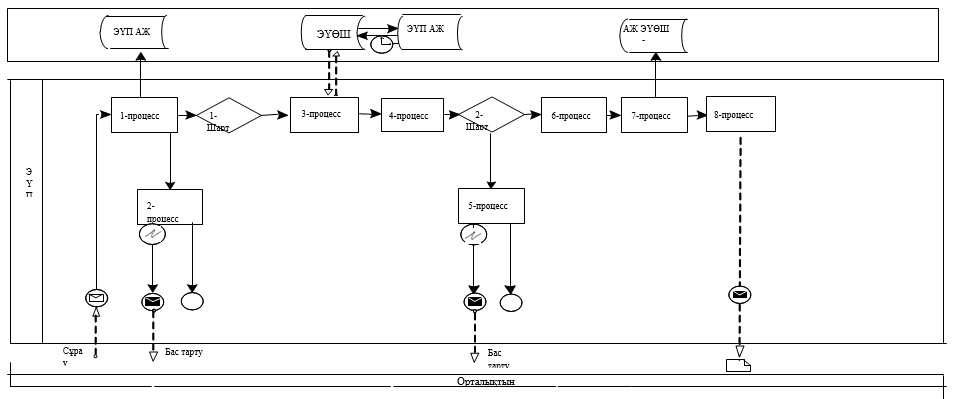 ЭҮП АЖ
ЭҮӨШ
ЭҮП АЖ
АЖ ЭҮӨШ
-
1-процесс
1-
Шарт
3-процесс
4-процесс
2-
Шарт
6-процесс
7-процесс
8-процесс
Э
Ү
П
2-
процесс
5-процесс
Сұра
у
Бас тарту
Бас
тарту
Орталықтың